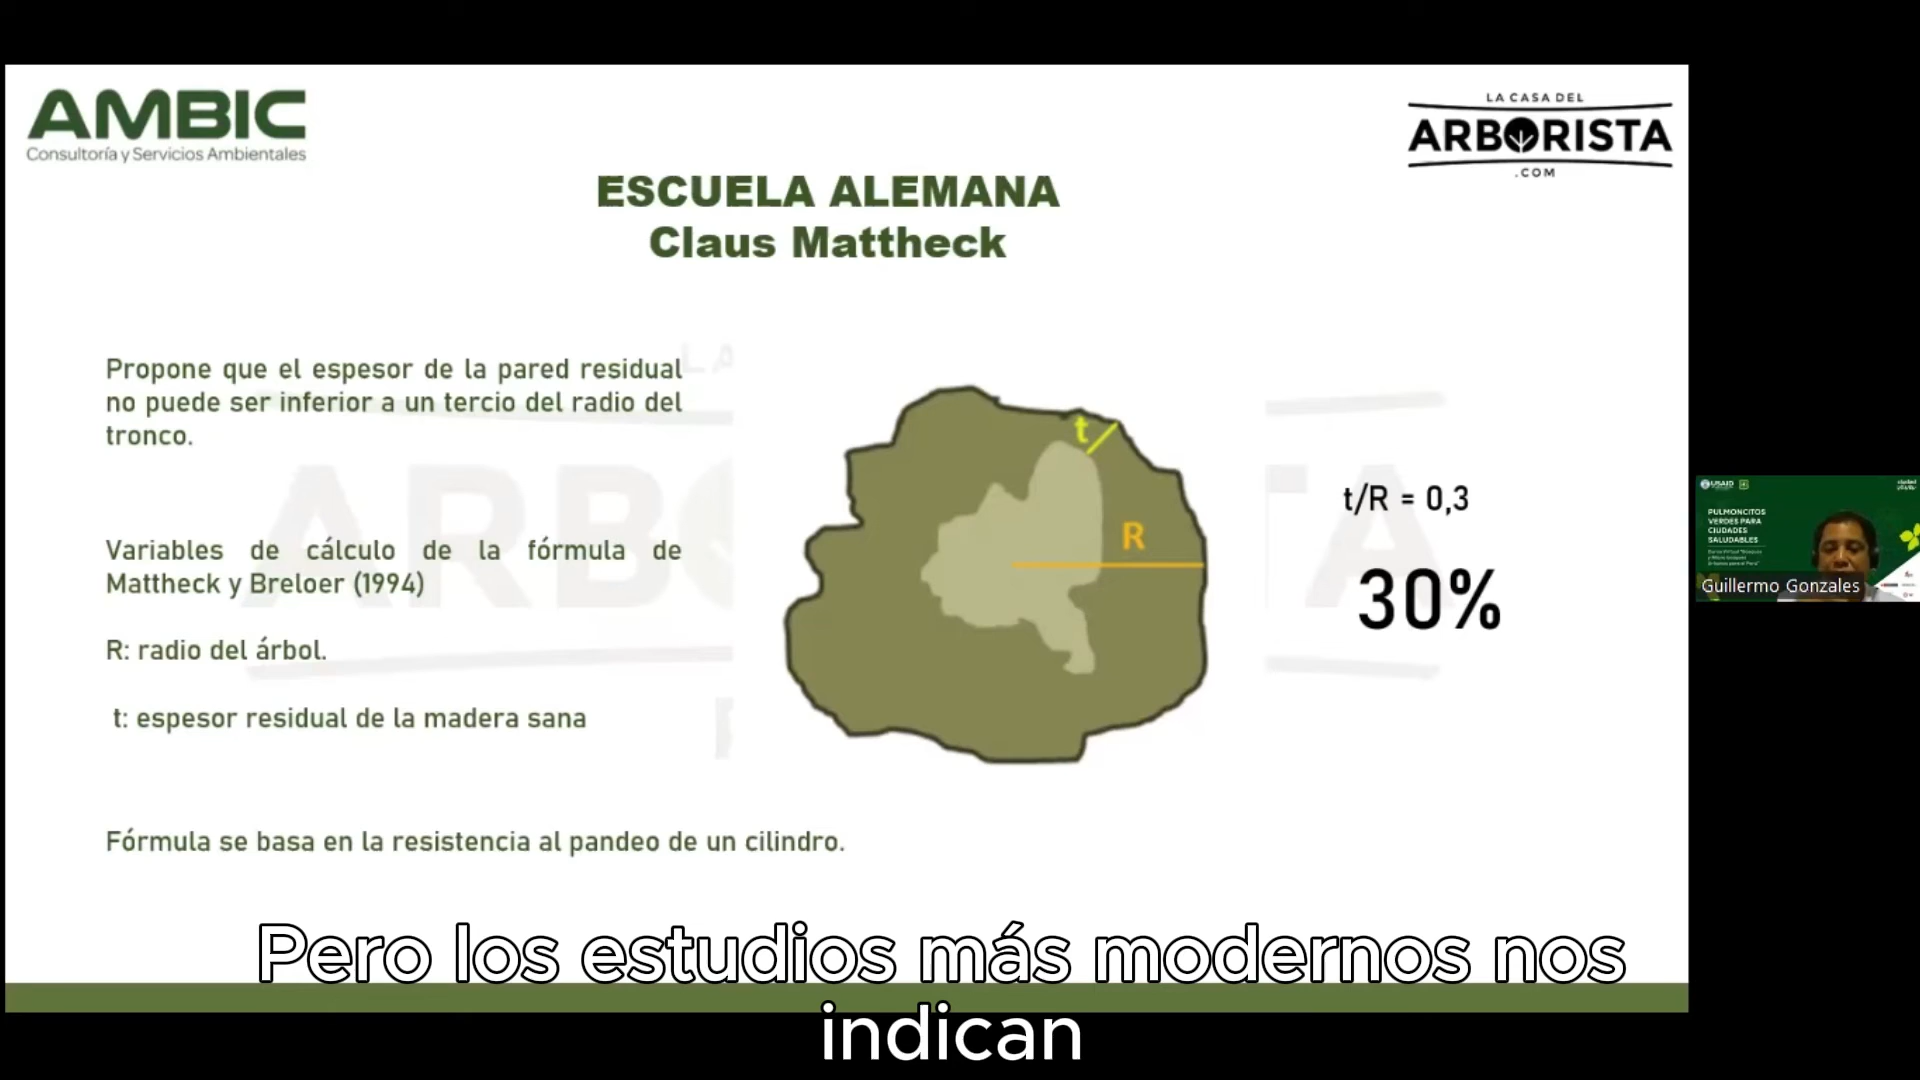 AMBIC
Consultoría y Servicios Ambientales
LA CASA DEL
ARBORISTA
.COM
ESCUELA ALEMANA
Claus Mattheck
Propone que el espesor de la pared residual
no puede ser inferior a un tercio del radio del
tronco.
Variables de cálculo de la fórmula de
Mattheck y Breloer (1994)
R: radio del árbol.
t: espesor residual de la madera sana
Fórmula se basa en la resistencia al pandeo de un cilindro.
t
R
t/R = 0,3
30%
USAID
PULMONCITOS
VERDES PARA
CIUDADES
SALUDABLES
Guillermo Gonzales
Pero los estudios más modernos nos
indican